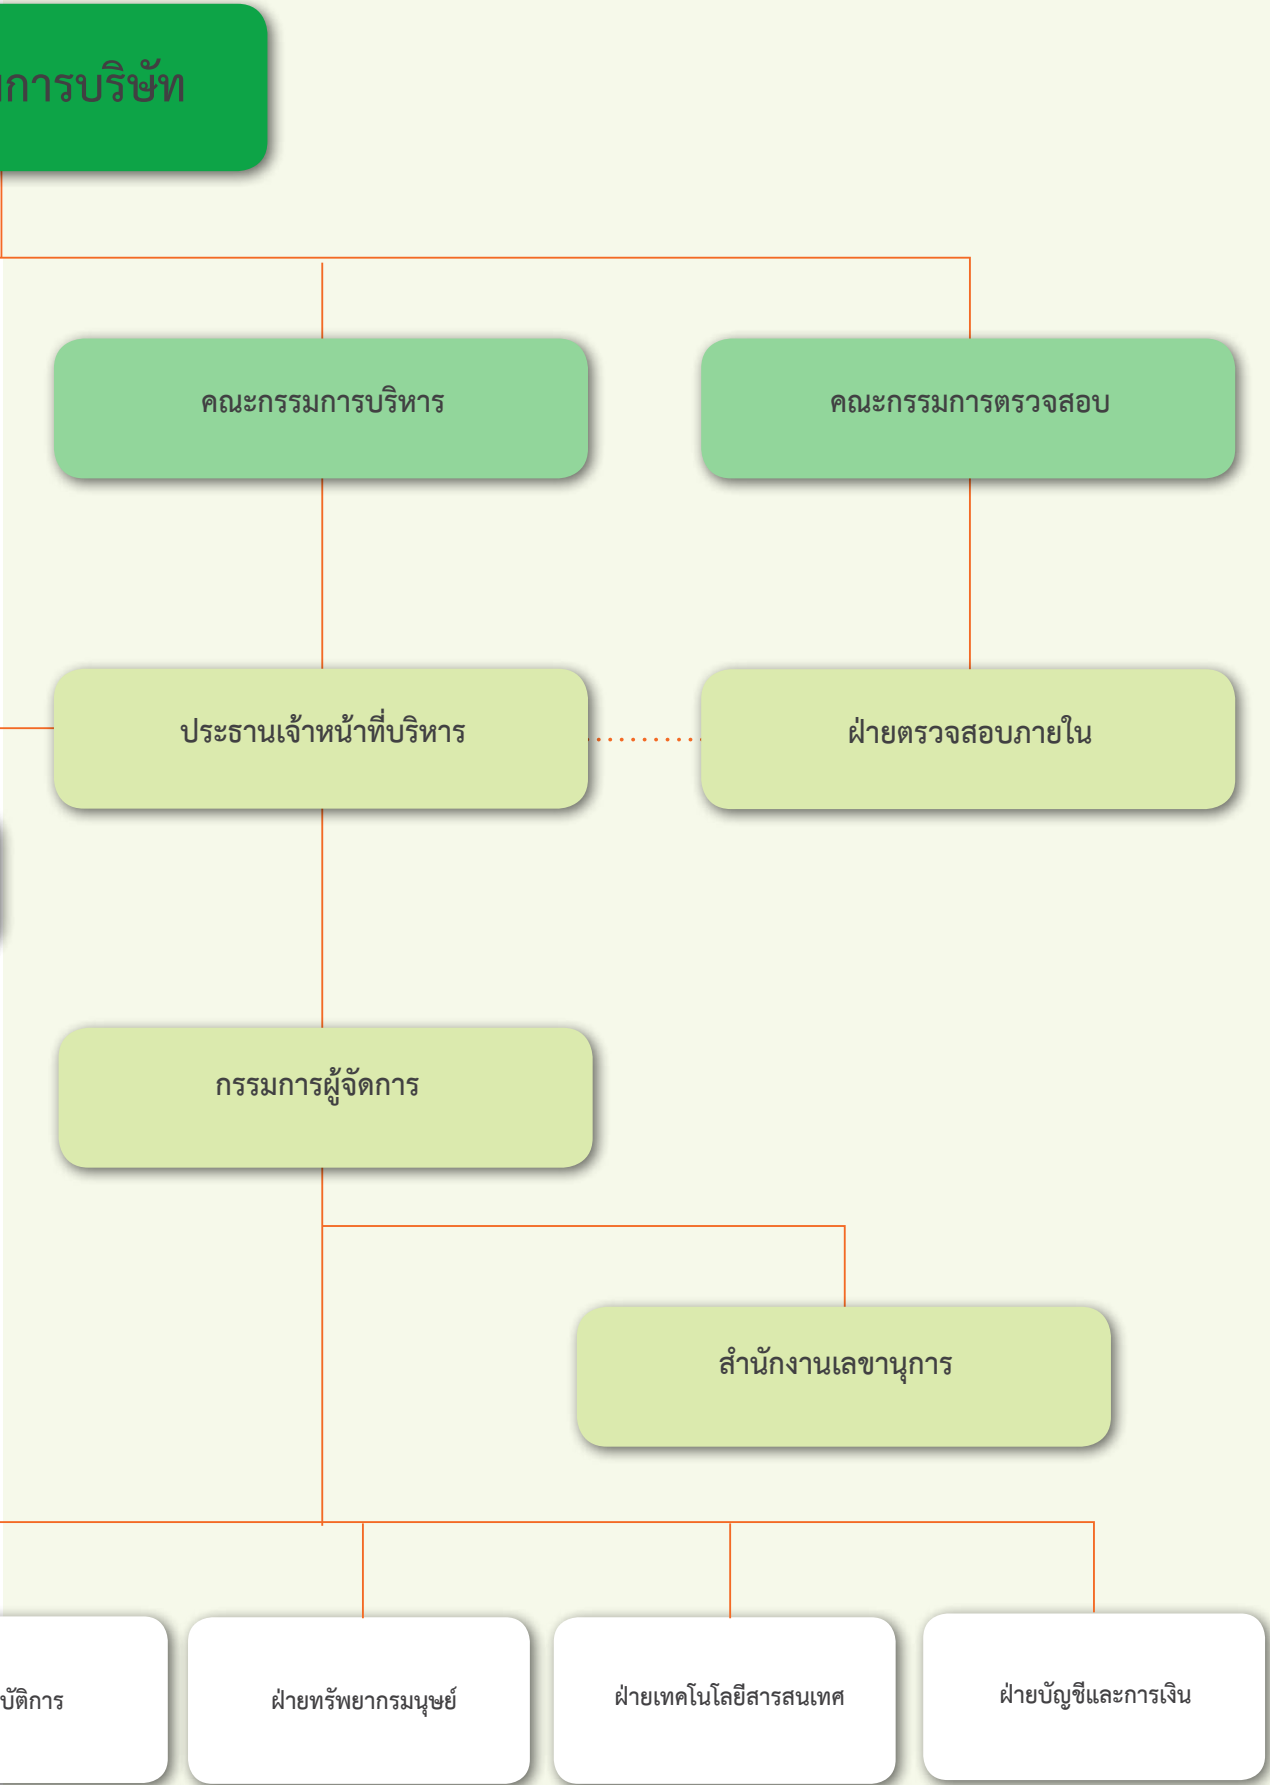 การบริษัท
คณะกรรมการบริหาร
คณะกรรมการตรวจสอบ
ประธานเจ้าหน้าที่บริหาร
ฝ่ายตรวจสอบภายใน
กรรมการผู้จัดการ
สำนักงานเลขานุการ
บัติการ
ฝ่ายทรัพยากรมนุษย์
ฝ่ายเทคโนโลยีสารสนเทศ
ฝ่ายบัญชีและการเงิน